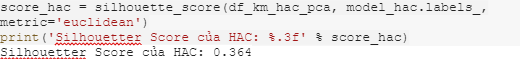 score_hac = silhouette_score(df_km_hac_pca, model_hac.labels_,
metric='euclidean')
print('Silhouetter Score của HAC: %.3f' % score_hac)
Silhouetter Score của HAC: 0.364